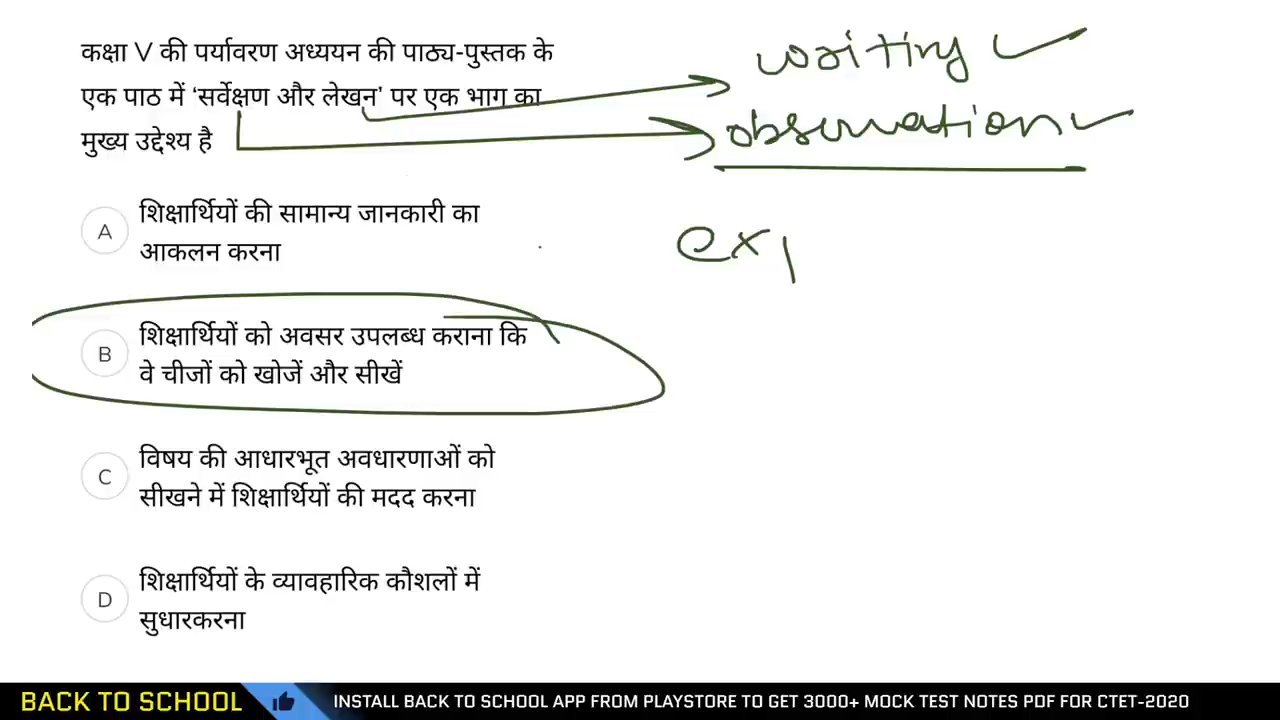 कक्षा V की पर्यावरण अध्ययन की पाठ्य-पुस्तक के
एक पाठ में ‘सर्वेक्षण और लेखन’ पर एक भाग का
मुख्य उद्देश्य है
writing
observation
exp
A
शिक्षार्थियों की सामान्य जानकारी का
आकलन करना
B
शिक्षार्थियों को अवसर उपलब्ध कराना कि
वे चीजों को खोजें और सीखें
C
विषय की आधारभूत अवधारणाओं को
सीखने में शिक्षार्थियों की मदद करना
D
शिक्षार्थियों के व्यावहारिक कौशलों में
सुधारकरना
BACK TO SCHOOL
INSTALL BACK TO SCHOOL APP FROM PLAYSTORE TO GET 3000+ MOCK TEST NOTES PDF FOR CTET-2020